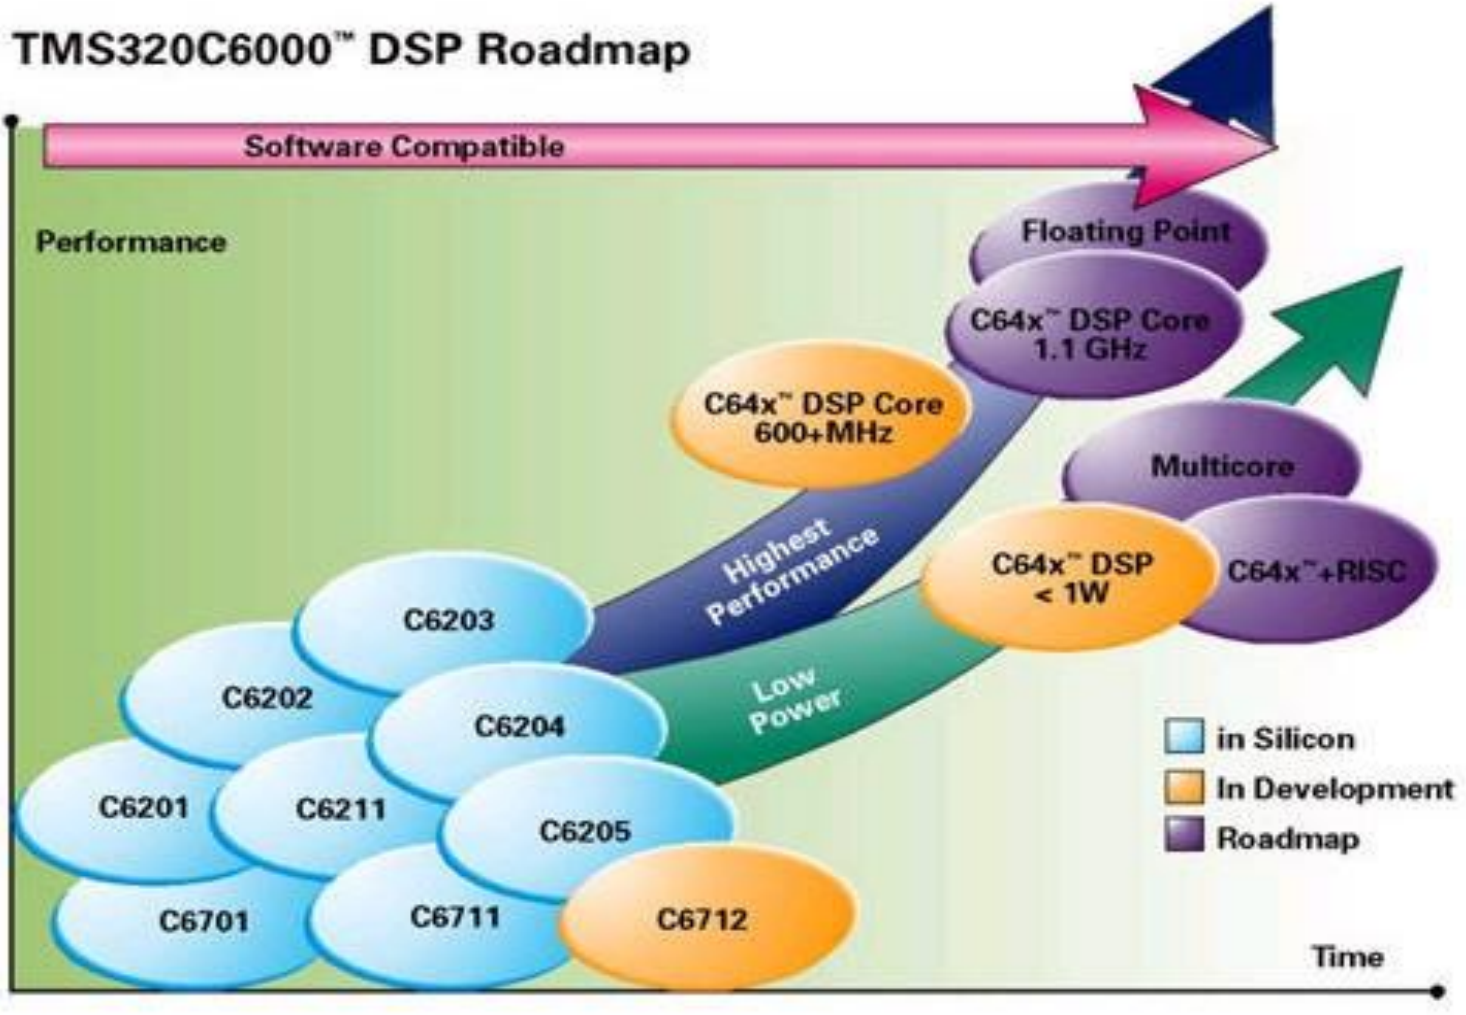 TMS320C6000™ DSP Roadmap
Software Compatible
Performance
Floating Point
C64x™ DSP Core
1.1 GHz
C64x™ DSP Core
600+MHz
Multicore
Highest
Performance
C64x™ DSP
< 1W
C64x™+RISC
C6203
Low
Power
C6202
C6204
C6201
C6211
C6205
C6701
C6711
C6712
in Silicon
In Development
Roadmap
Time